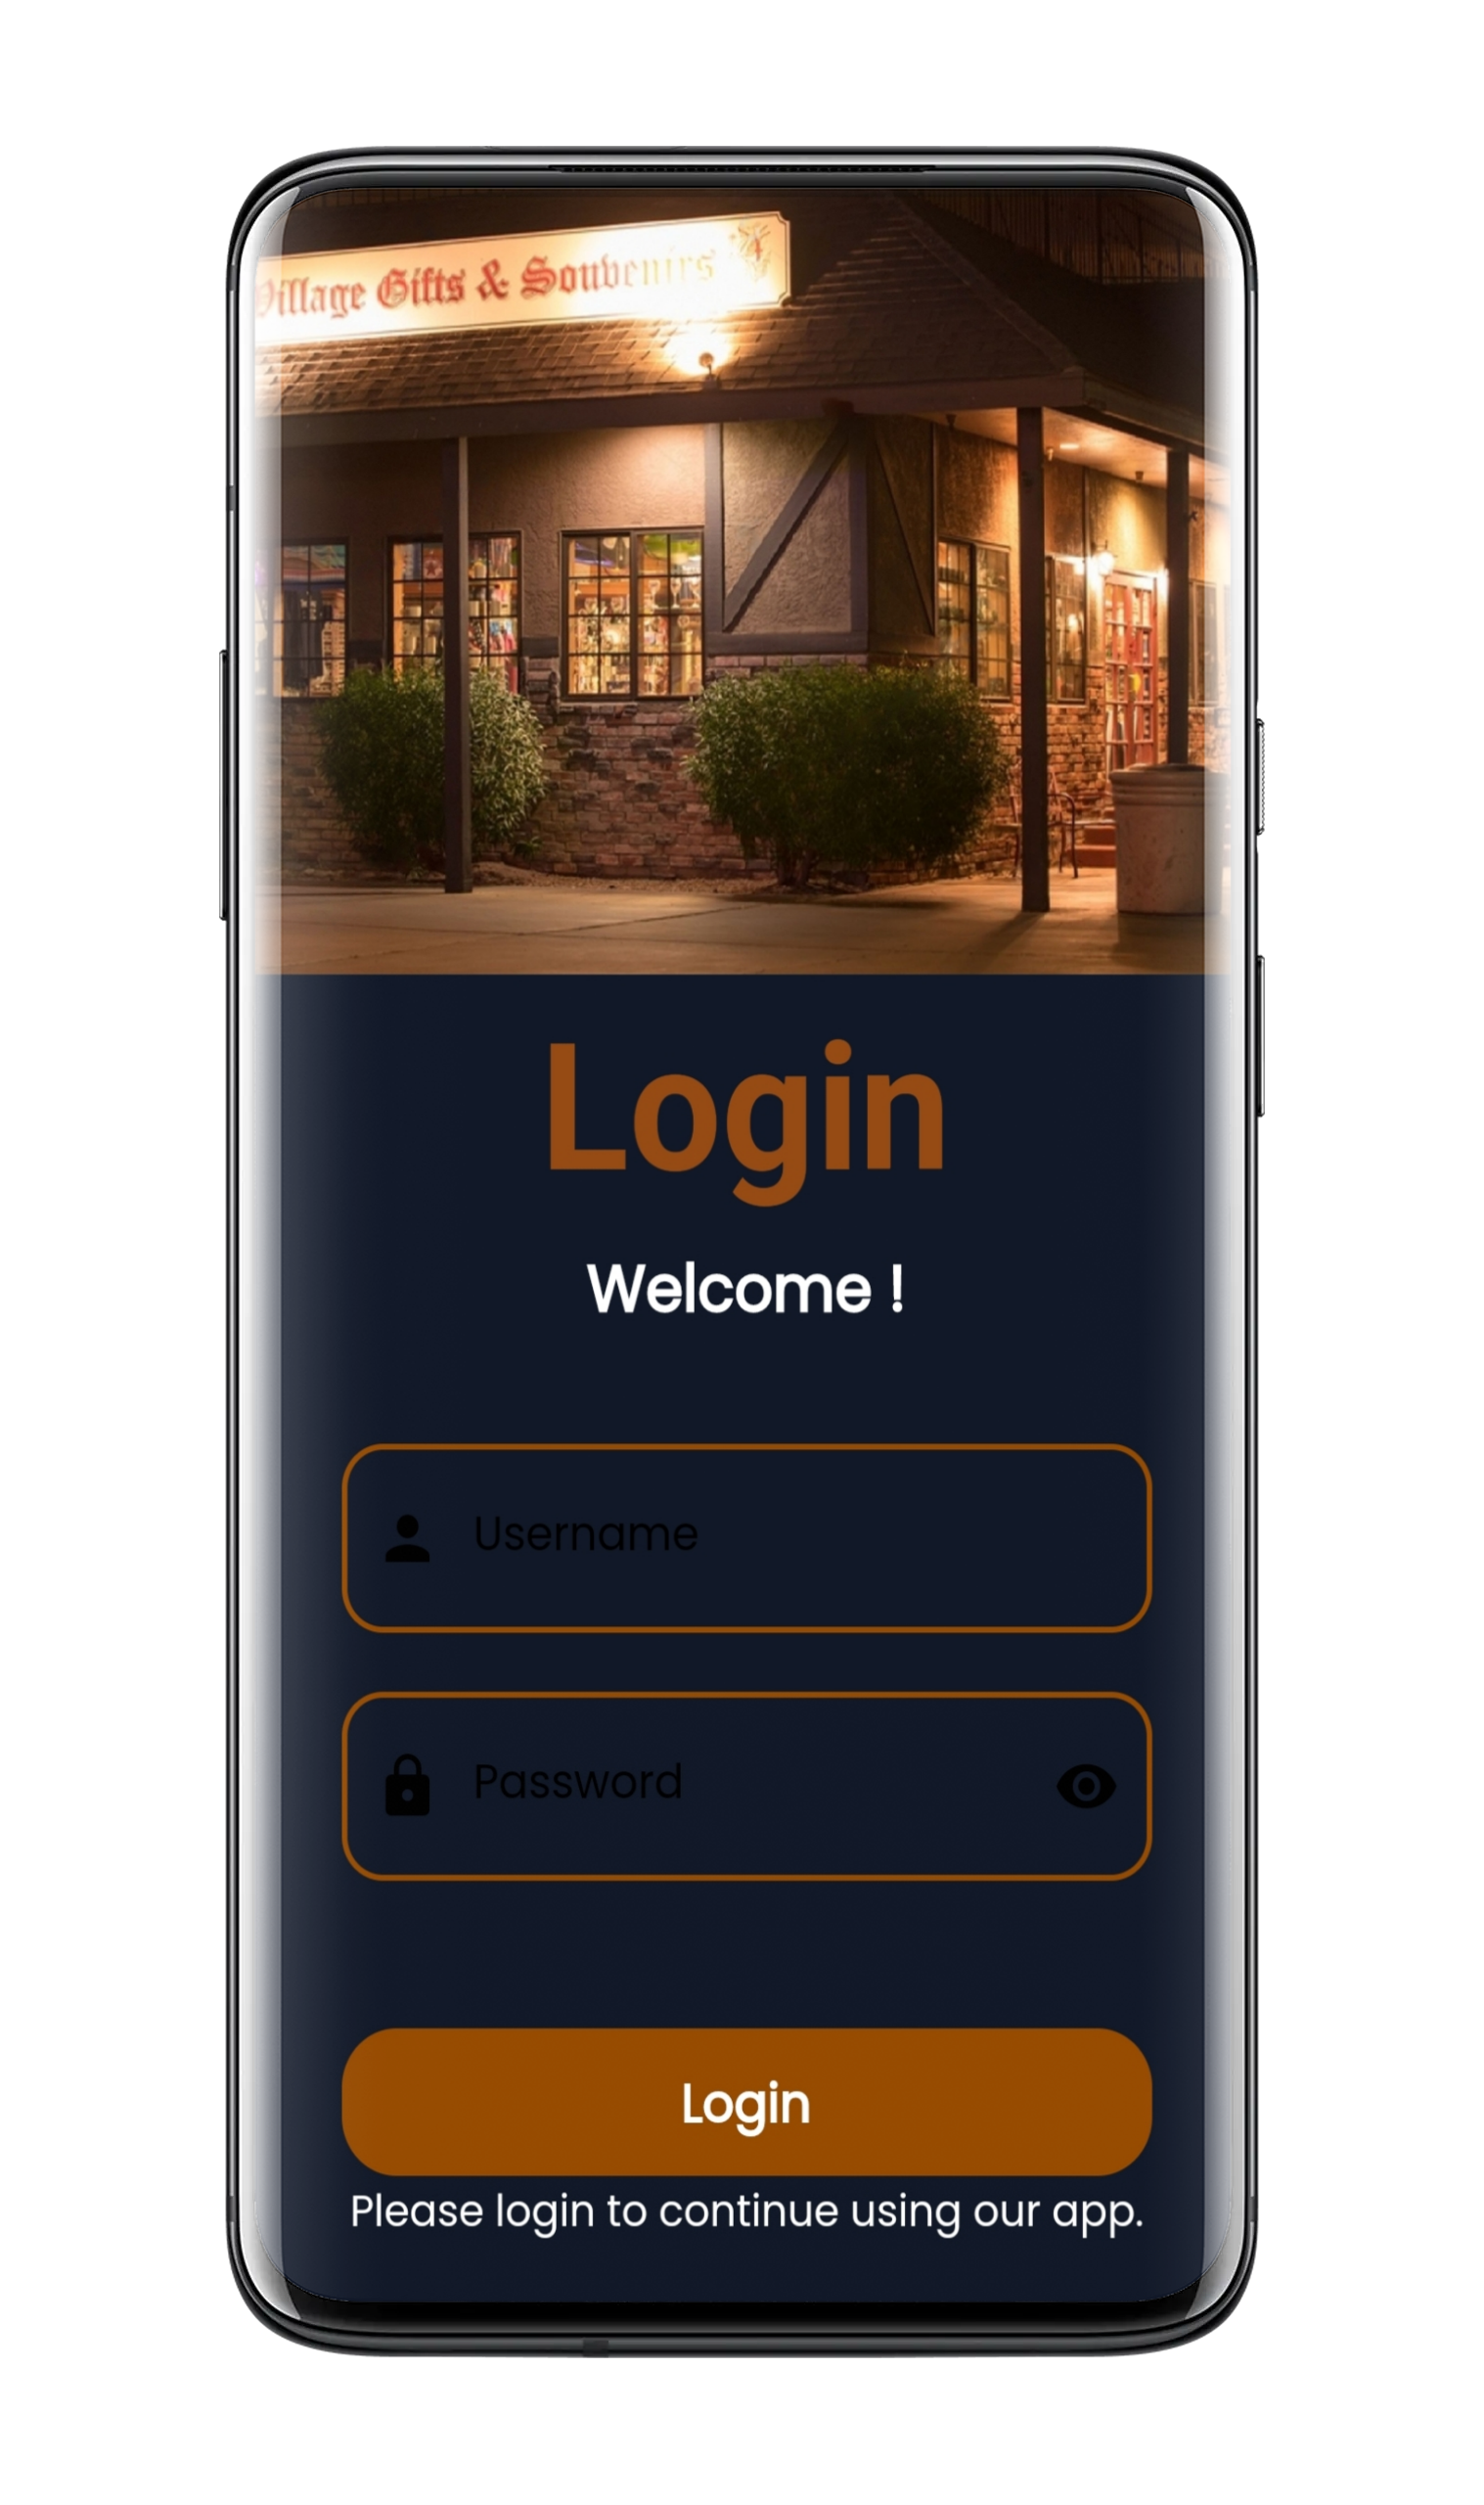 Village Gifts & Souvenirs
Login
Welcome !
Username
Password
Login
Please login to continue using our app.